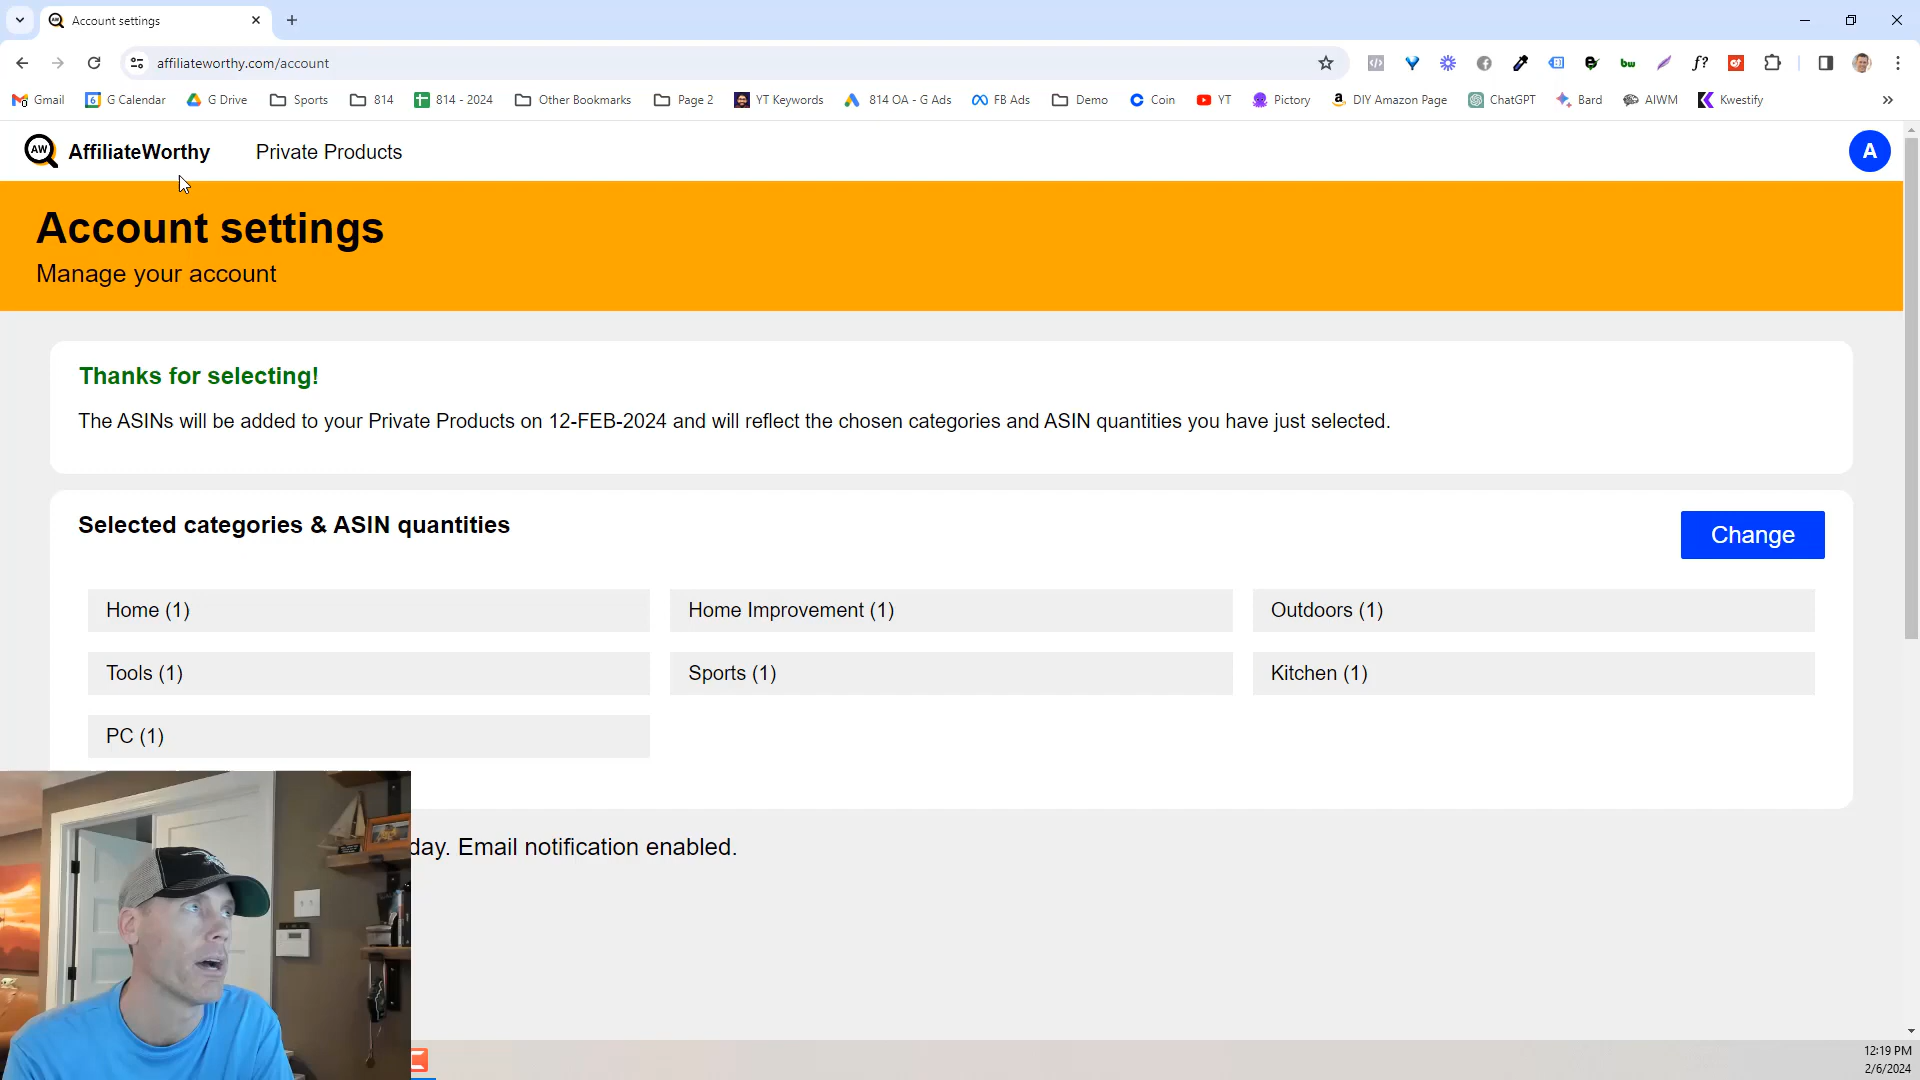 Account settings
affiliateworthy.com/account
Gmail
G Calendar
G Drive
Sports
814
814 - 2024
Other Bookmarks
Page 2
YT Keywords
814 OA - G Ads
FB Ads
Demo
Coin
YT
Pictory
DIY Amazon Page
ChatGPT
Bard
AIWM
Kwestify
AW
AffiliateWorthy
Private Products
A
Account settings
Manage your account
Thanks for selecting!
The ASINs will be added to your Private Products on 12-FEB-2024 and will reflect the chosen categories and ASIN quantities you have just selected.
Selected categories & ASIN quantities
Change
Home (1)
Home Improvement (1)
Outdoors (1)
Tools (1)
Sports (1)
Kitchen (1)
PC (1)
day. Email notification enabled.
12:19 PM
2/6/2024